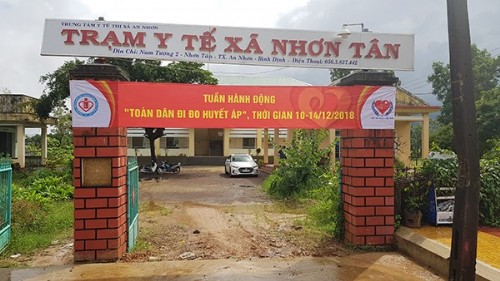 TRUNG TÂM Y TẾ THỊ XÃ AN NHƠN
TRẠM Y TẾ XÃ NHƠN TÂN
Địa Chỉ: Nam Tượng 2 - Nhơn Tân - TX. An Nhơn - Bình Định - Điện Thoại: 056.3.837.442
TUẦN HÀNH ĐỘNG
"TOÀN DÂN ĐI ĐO HUYẾT ÁP", THỜI GIAN 10-14/12/2018